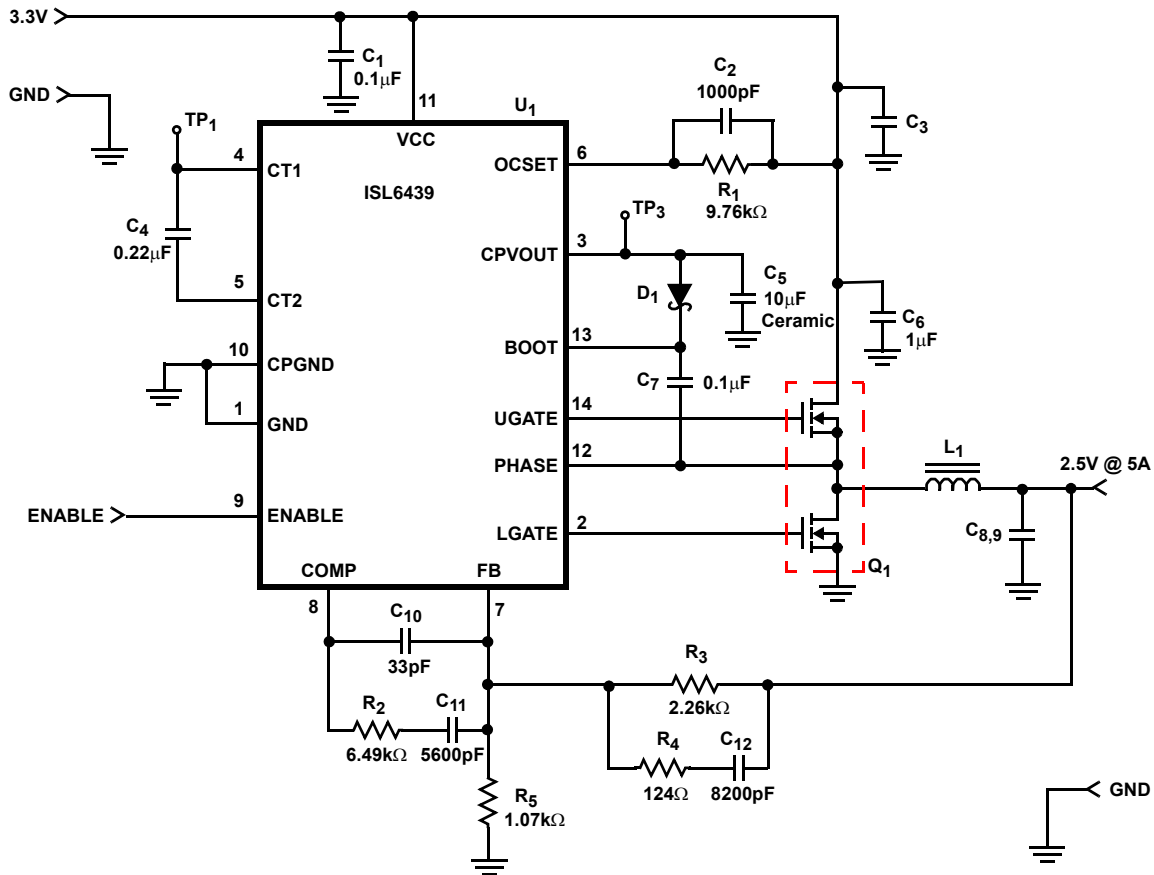 3.3V
C1
0.1µF
GND
TP1
11
U1
VCC
4
CT1
ISL6439
OCSET
6
C2
1000pF
R1
9.76kΩ
C3
C4
0.22µF
TP3
CPVOUT
3
D1
C5
10µF
Ceramic
5
CT2
BOOT
13
C6
1µF
10
CPGND
C7
0.1µF
1
GND
UGATE
14
PHASE
12
L1
2.5V @ 5A
ENABLE
9
ENABLE
LGATE
2
C8,9
Q1
COMP
FB
8
7
C10
33pF
R3
2.26kΩ
R2
6.49kΩ
C11
5600pF
R4
124Ω
C12
8200pF
R5
1.07kΩ
GND